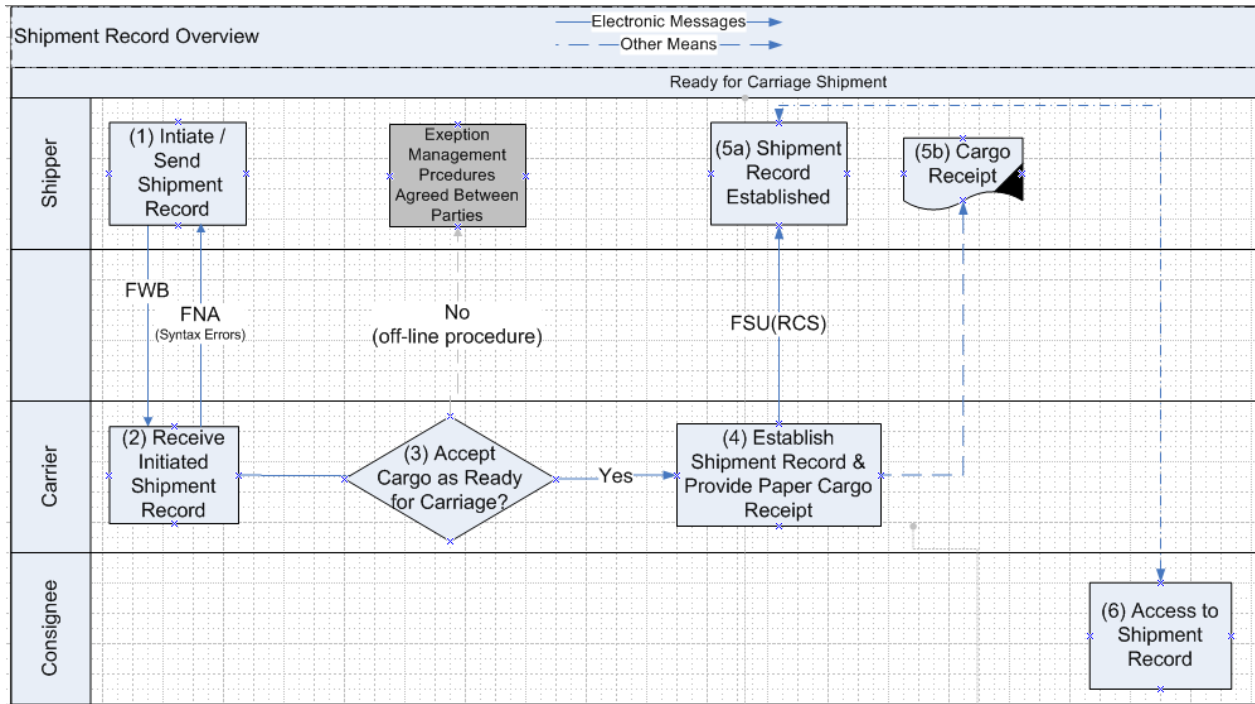 Shipment Record Overview
Electronic Messages
Other Means
Ready for Carriage Shipment
Shipper
(1) Intiate /
Send
Shipment
Record
Exeption
Management
Prcedures
Agreed Between
Parties
(5a) Shipment
Record
Established
(5b) Cargo
Receipt
FWB
FNA
(Syntax Errors)
No
(off-line procedure)
FSU(RCS)
Carrier
(2) Receive
Initiated
Shipment
Record
(3) Accept
Cargo as Ready
for Carriage?
Yes
(4) Establish
Shipment Record &
Provide Paper Cargo
Receipt
Consignee
(6) Access to
Shipment
Record